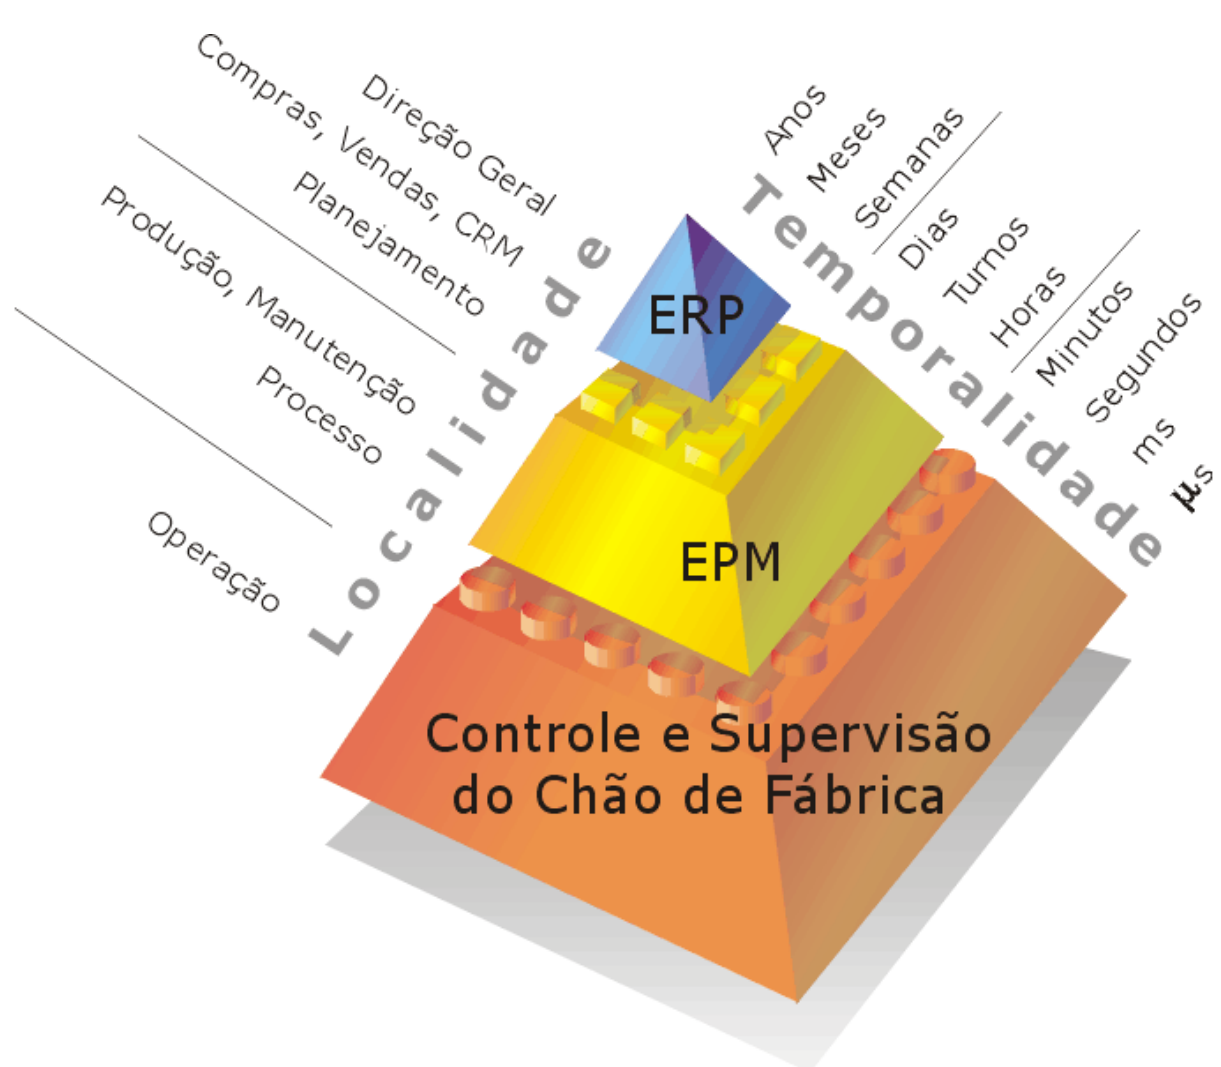 Direção Geral
Compras, Vendas, CRM
Planejamento
Produção, Manutenção
Processo
Operação
Localidade
Anos
Meses
Semanas
Dias
Turnos
Horas
Minutos
Segundos
ms
µs
Temporalidade
ERP
EPM
Controle e Supervisão
do Chão de Fábrica